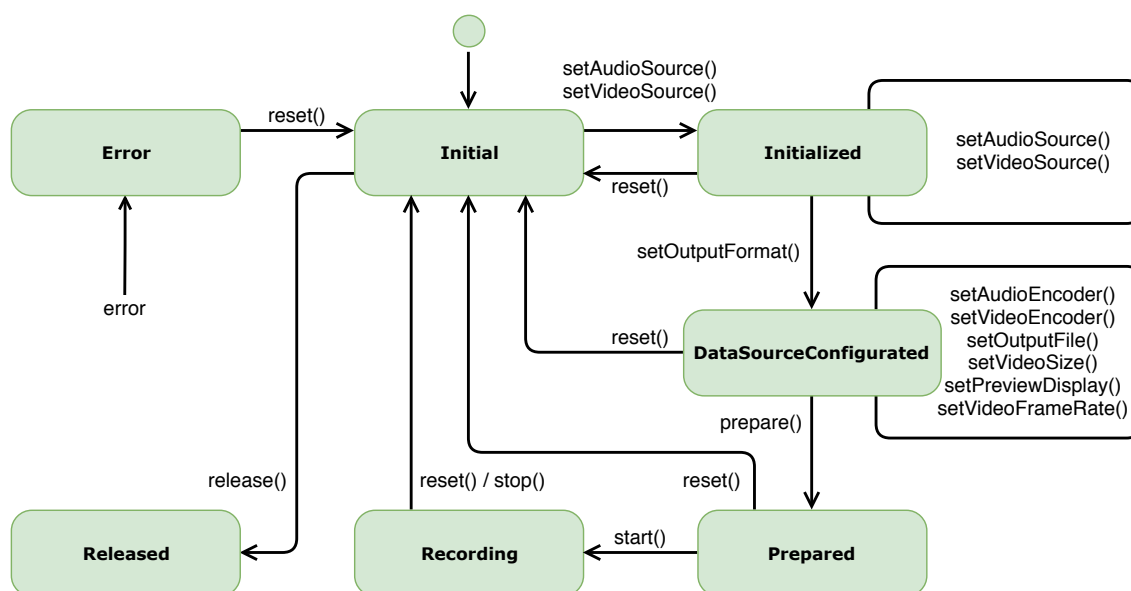 setAudioSource()
setVideoSource()
reset()
Error
Initial
Initialized
setAudioSource()
setVideoSource()
reset()
setOutputFormat()
error
setAudioEncoder()
setVideoEncoder()
setOutputFile()
setVideoSize()
setPreviewDisplay()
setVideoFrameRate()
reset()
DataSourceConfigurated
prepare()
release()
reset() / stop()
reset()
Released
Recording
start()
Prepared